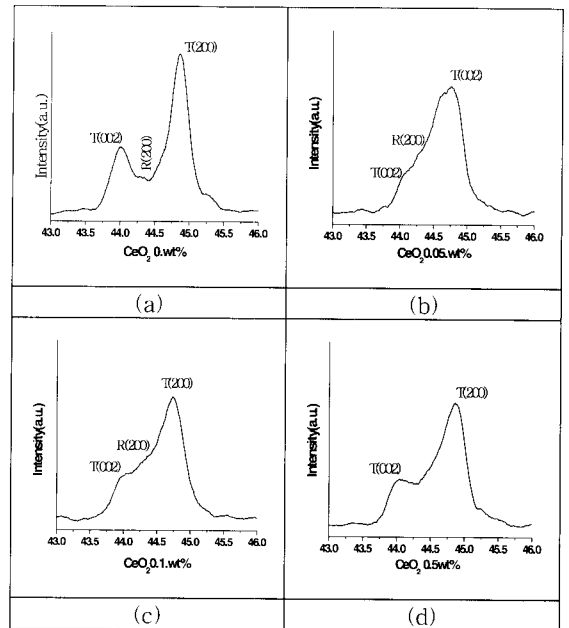 T(200)
T(002)
R(200)
Intensity(a.u.)
43.0 43.5 44.0 44.5 45.0 45.5 46.0
CeO2 0.wt%
(a)
T(002)
R(200)
T(002)
Intensity(a.u.)
43.0 43.5 44.0 44.5 45.0 45.5 46.0
CeO2 0.05.wt%
(b)
T(200)
R(200)
T(002)
Intensity(a.u.)
43.0 43.5 44.0 44.5 45.0 45.5 46.0
CeO2 0.1.wt%
(c)
T(200)
T(002)
Intensity(a.u.)
43.0 43.5 44.0 44.5 45.0 45.5 46.0
CeO2 0.5wt%
(d)